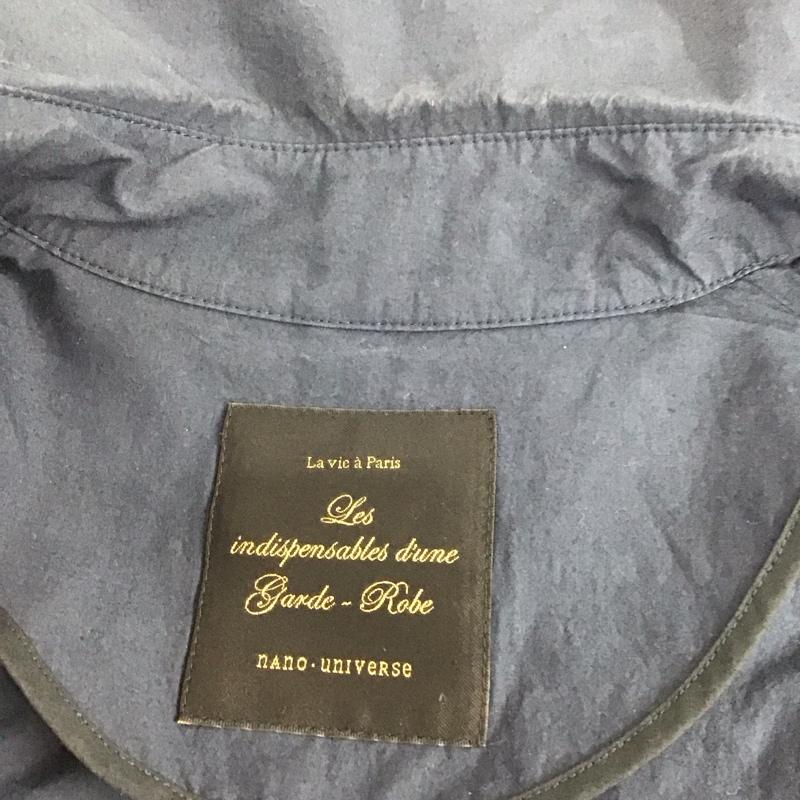 La vie à Paris
Les
indispensables d'une
Garde - Robe
nano·universe